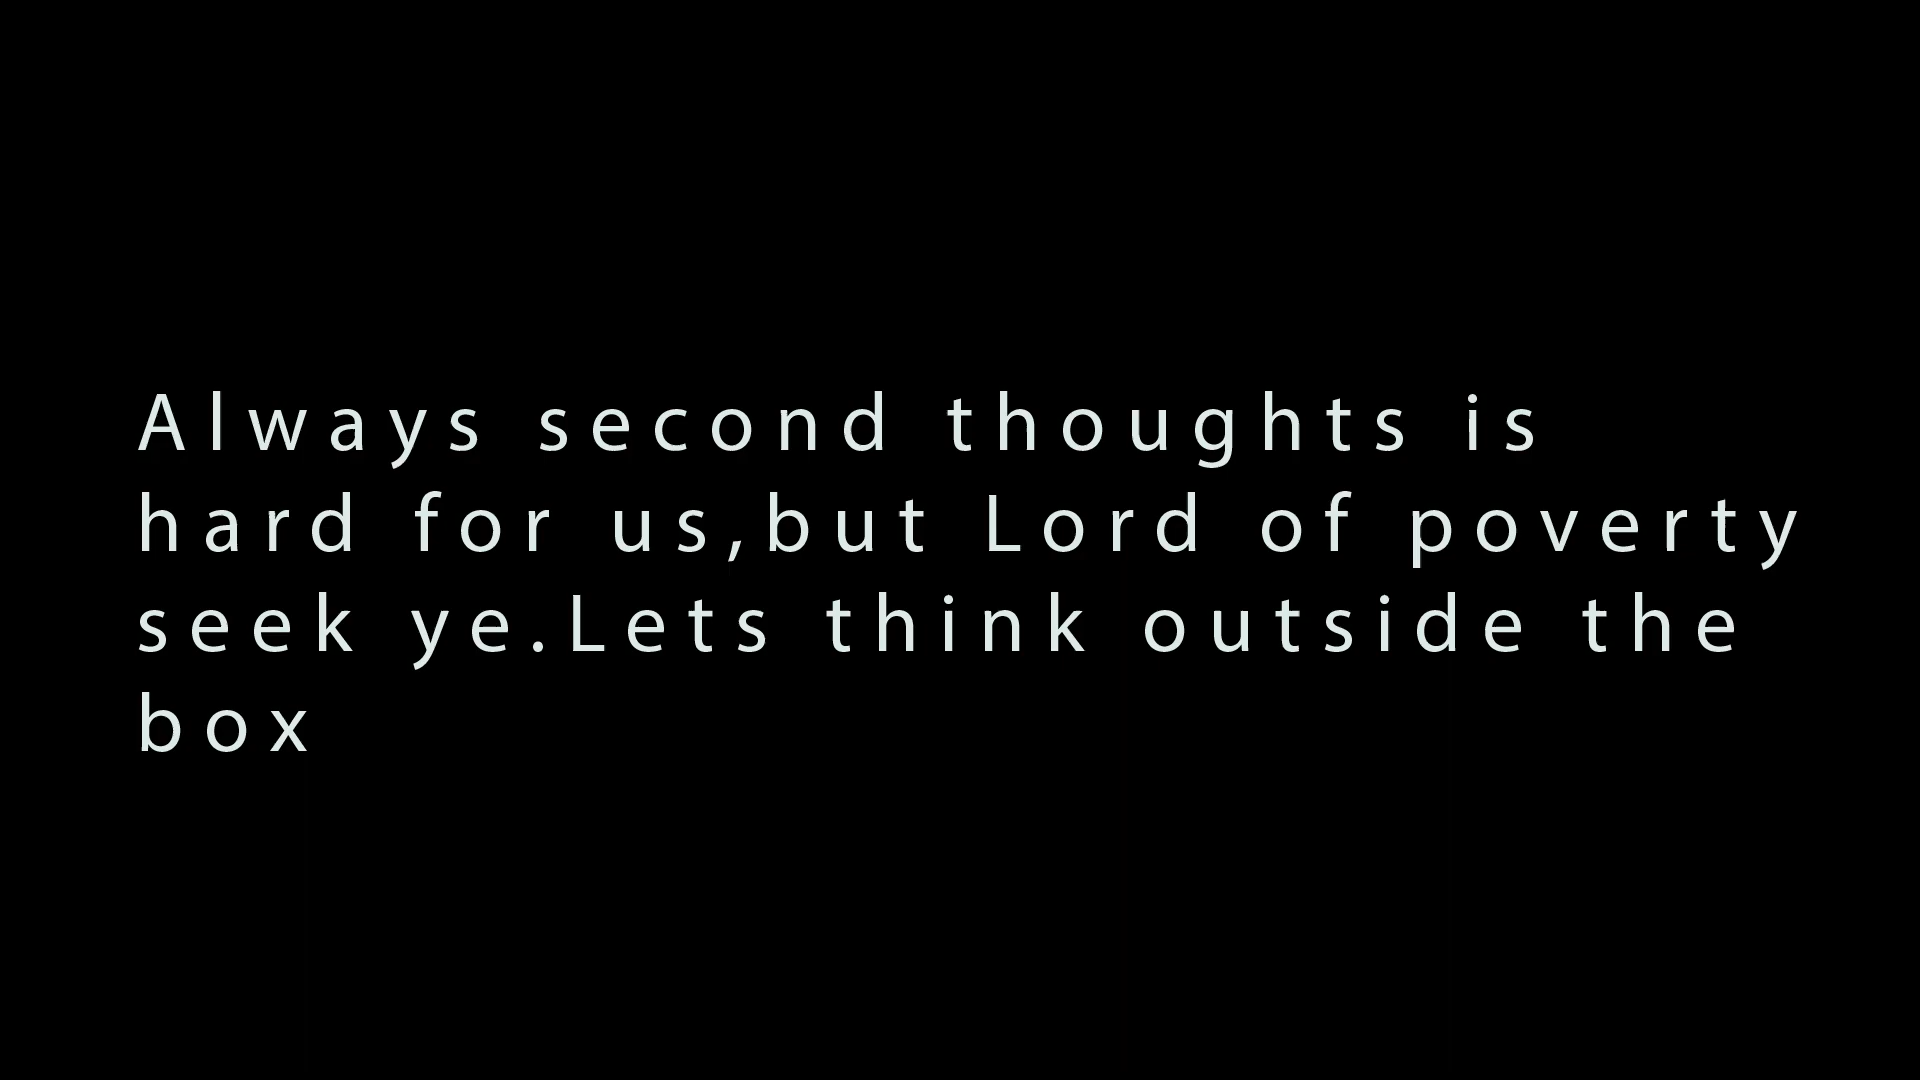 Always second thoughts is
hard for us,but Lord of poverty
seek ye.Lets think outside the
box